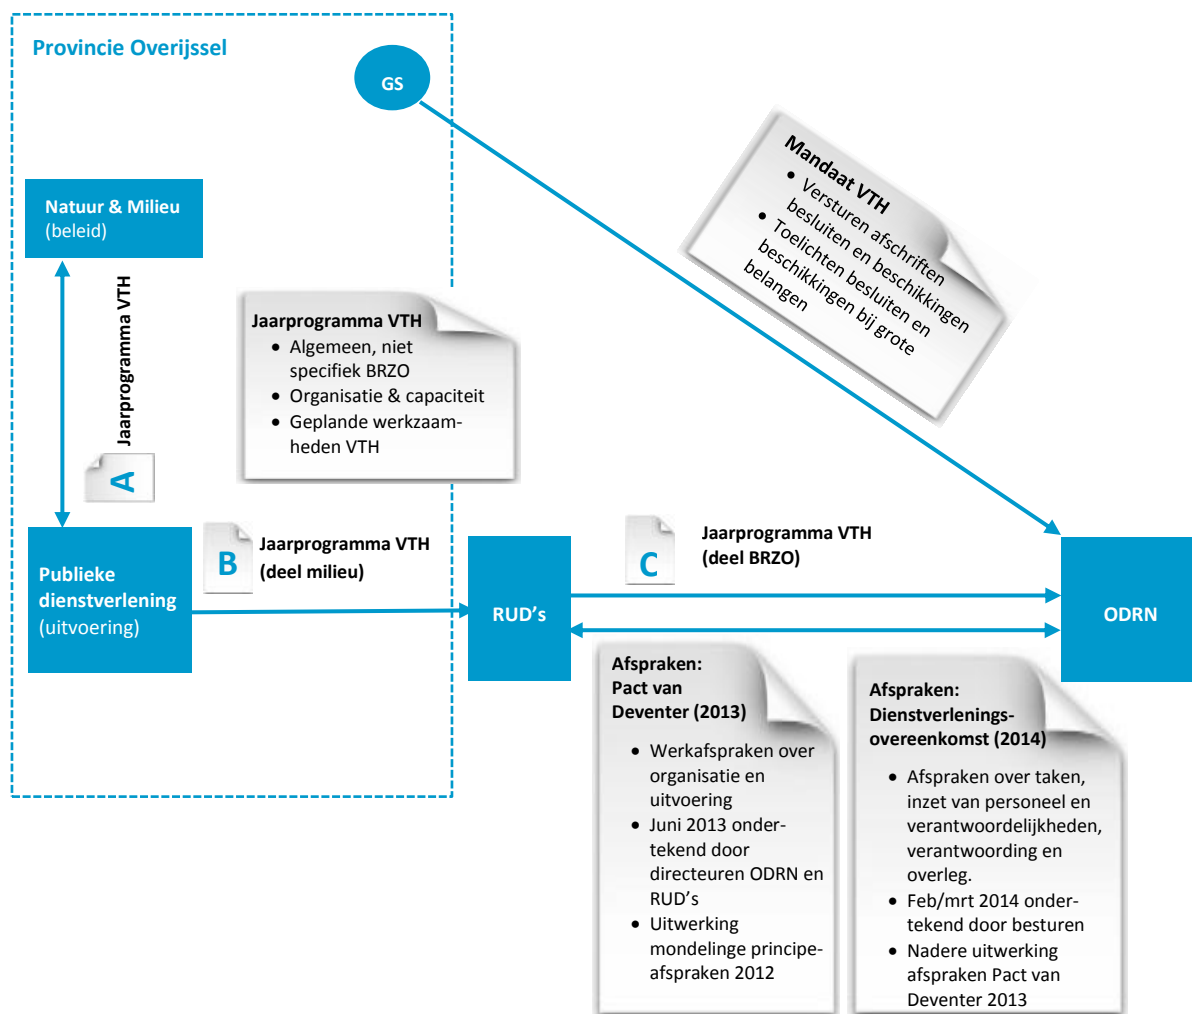 Provincie Overijssel
GS
Mandaat VTH
• Versturen afschriften
besluiten en beschikkingen
• Toelichten besluiten en
beschikkingen bij grote
belangen
Natuur & Milieu
(beleid)
Jaarprogramma VTH
A
Jaarprogramma VTH
• Algemeen, niet
specifiek BRZO
• Organisatie & capaciteit
• Geplande werkzaam-
heden VTH
Publieke
dienstverlening
(uitvoering)
B
Jaarprogramma VTH
(deel milieu)
RUD's
C
Jaarprogramma VTH
(deel BRZO)
ODRN
Afspraken:
Pact van
Deventer (2013)
• Werkafspraken over
organisatie en
uitvoering
• Juni 2013 onder-
tekend door
directeuren ODRN en
RUD's
• Uitwerking
mondelinge principe-
afspraken 2012
Afspraken:
Dienstverlenings-
overeenkomst (2014)
• Afspraken over taken,
inzet van personeel en
verantwoordelijkheden,
verantwoording en
overleg.
• Feb/mrt 2014 onder-
tekend door besturen
• Nadere uitwerking
afspraken Pact van
Deventer 2013